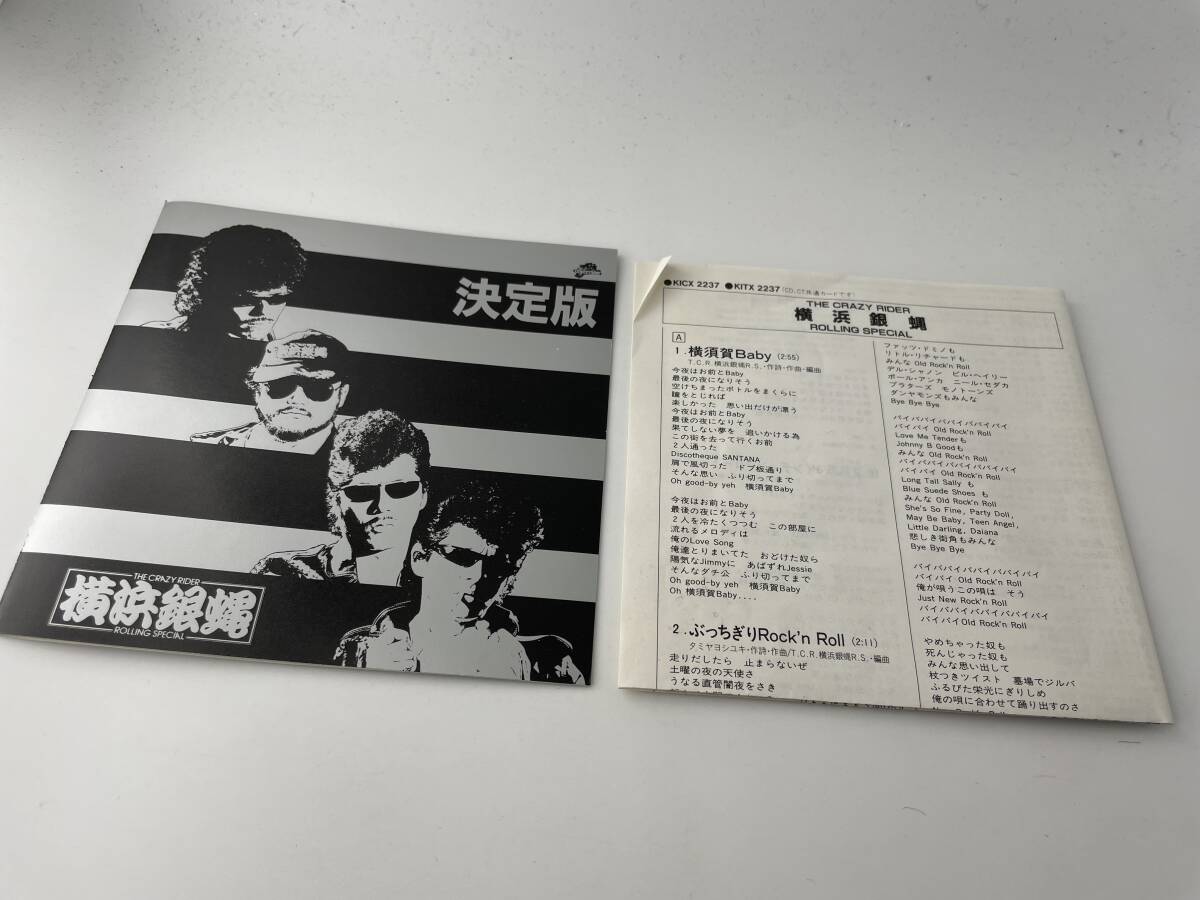 決定版
THE CRAZY RIDER
横浜銀蝿
ROLLING SPECIAL
●KICX 2237 ●KITX 2237(CD、CT共通カードです)
THE CRAZY RIDER
横浜銀蝿
ROLLING SPECIAL
A
1.横須賀Baby (2:55)
T.C.R.横浜銀蝿R.S.・作詩・作曲・編曲
今夜はお前とBaby
最後の夜になりそう
空けちまったボトルをまくらに
瞳をとじれば
楽しかった 思い出だけが漂う
今夜はお前とBaby
最後の夜になりそう
果てしない夢を 追いかける為
この街を去って行くお前
2人通った
Discotheque SANTANA
肩で風切った ドブ板通り
そんな思い ふり切ってまで
Oh good-by yeh 横須賀Baby
今夜はお前とBaby
最後の夜になりそう
2人を冷たくつつむ この部屋に
流れるメロディは
俺のLove Song
俺達とりまいてた おどけた奴ら
陽気なJimmyに あばずれJessie
そんなダチ公 ふり切ってまで
Oh good-by yeh 横須賀Baby
Oh 横須賀Baby....
2.ぶっちぎりRock'n Roll (2:11)
タミヤヨシユキ・作詩・作曲/T.C.R.横浜銀蝿R.S.・編曲
走りだしたら 止まらないぜ
土曜の夜の天使さ
うなる直管闇夜をさき
ファッツ・ドミノも
リトル・リチャードも
みんな Old Rock'n Roll
デル・シャノン ビル・ヘイリー
ポール・アンカ ニール・セダカ
プラターズ モノトーンズ
ダンヤモンズもみんな
Bye Bye Bye
バイバイバイバイバイバイバイ
バイバイ Old Rock'n Roll
Love Me Tenderも
Johnny B Goodも
みんな Old Rock'n Roll
バイバイバイバイバイバイバイ
バイバイ Old Rock'n Roll
Long Tall Sally も
Blue Suede Shoes も
みんな Old Rock'n Roll
She's So Fine, Party Doll,
May Be Baby, Teen Angel,
Little Darling, Daiana
悲しき街角もみんな
Bye Bye Bye
バイバイバイバイバイバイバイ
バイバイ Old Rock'n Roll
俺が唄うこの唄は そう
Just New Rock'n Roll
バイバイバイバイバイバイバイ
バイバイOld Rock'n Roll
やめちゃった奴も
死んじゃった奴も
みんな思い出して
杖つきツイスト 墓場でジルバ
ふるびた栄光にぎりしめ
俺の唄に合わせて踊り出すのさ